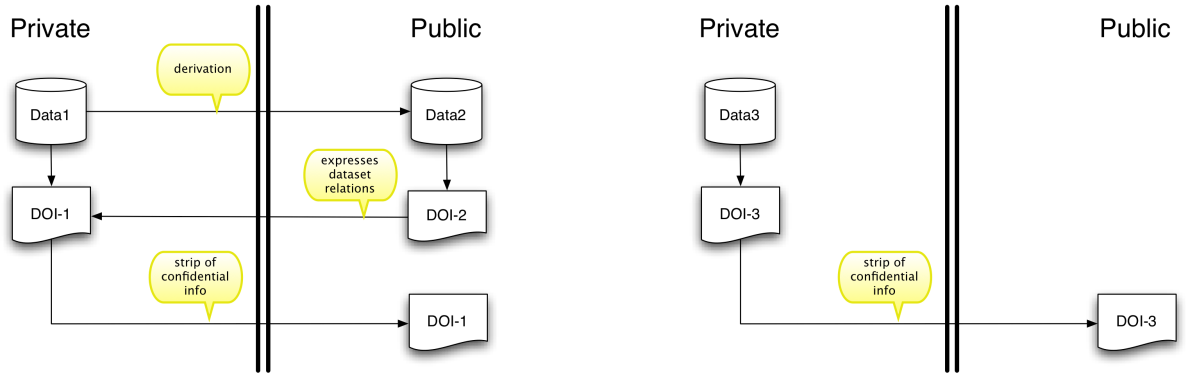 Private
Public
derivation
Data1
Data2
expresses
dataset
relations
DOI-1
DOI-2
strip of
confidential
info
DOI-1
Private
Public
Data3
DOI-3
strip of
confidential
info
DOI-3